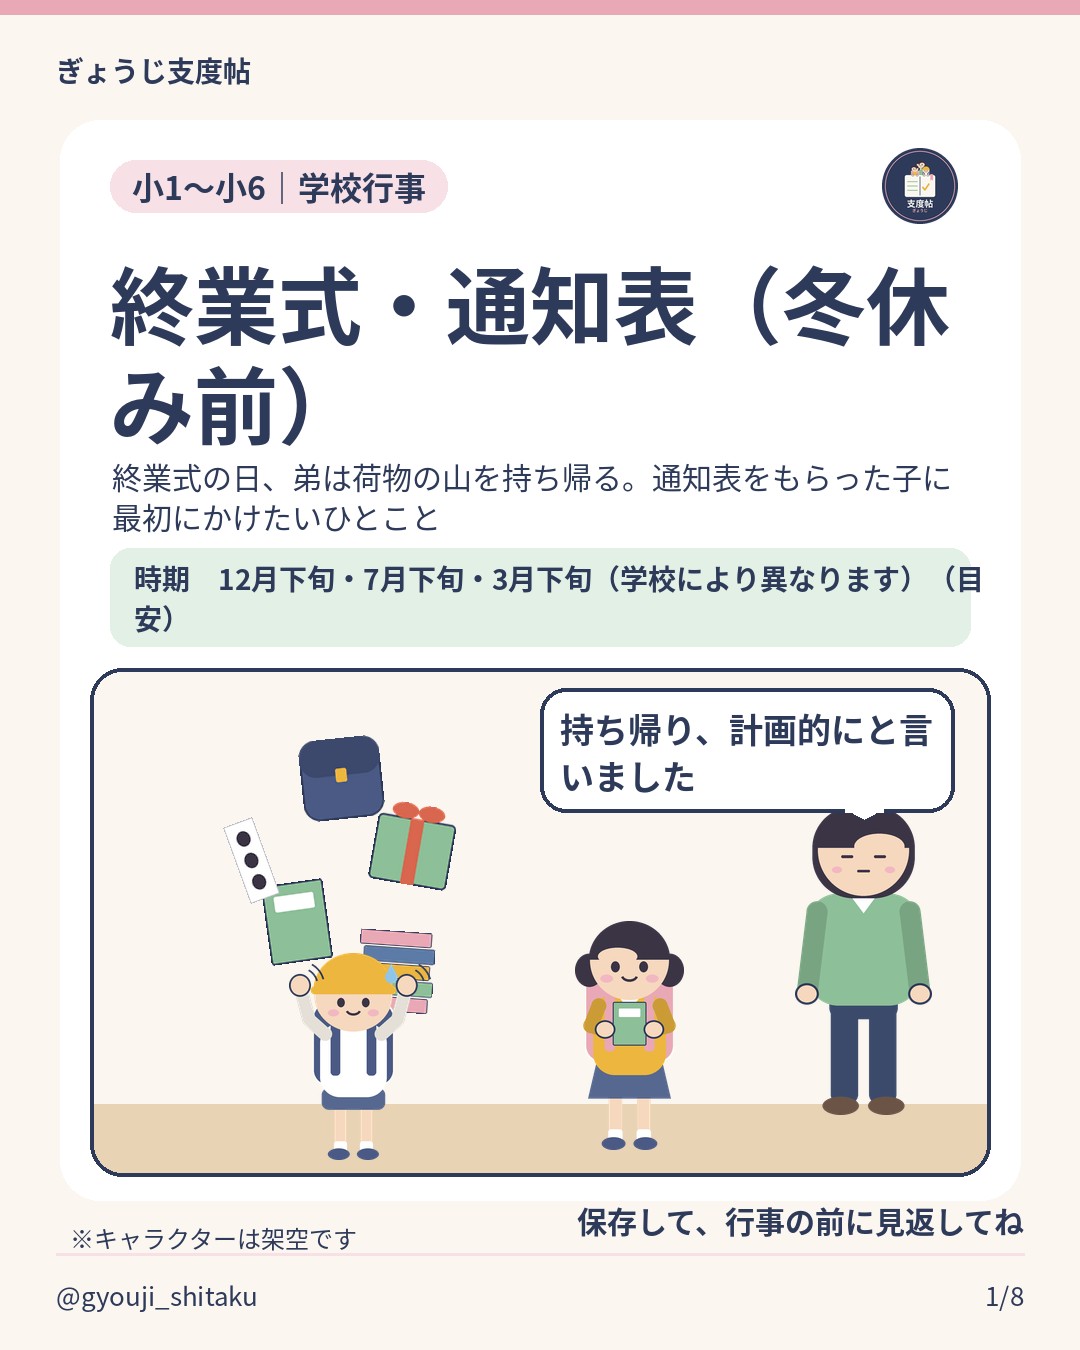 ぎょうじ支度帖
小1〜小6｜学校行事
支度帖
ぎょうじ
終業式・通知表（冬休
み前）
終業式の日、弟は荷物の山を持ち帰る。通知表をもらった子に
最初にかけたいひとこと
時期　12月下旬・7月下旬・3月下旬（学校により異なります）（目
安）
持ち帰り、計画的にと言
いました
保存して、行事の前に見返してね
※キャラクターは架空です
@gyouji_shitaku
1/8